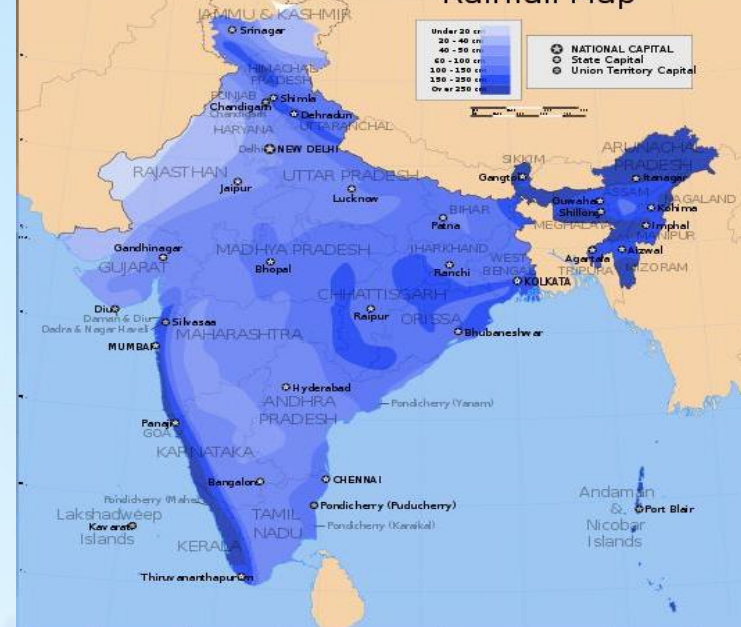 Rainfall Map
JAMMU & KASHMIR
Srinagar
Under 20 cm
20 - 40 cm
40 - 50 cm
60 - 100 cm
100 - 150 cm
150 - 250 cm
Over 250 cm
NATIONAL CAPITAL
State Capital
Union Territory Capital
HIMACHAL
PRADESH
PUNJAB
Shimla
Chandigarh
Chandigarh
Dehradun
UTTARANCHAL
HARYANA
Delhi
NEW DELHI
RAJASTHAN
Jaipur
UTTAR PRADESH
Lucknow
SIKKIM
Gangtok
ARUNACHAL
PRADESH
Itanagar
ASSAM
NAGALAND
Guwahati
Shillong
Kohima
MEGHALAYA
Imphal
MANIPUR
BIHAR
Patna
Agartala
Aizwal
TRIPURA
MIZORAM
Gandhinagar
GUJARAT
MADHYA PRADESH
Bhopal
JHARKHAND
Ranchi
WEST
BENGAL
KOLKATA
CHHATTISGARH
Raipur
ORISSA
Bhubaneshwar
Diu
Daman & Diu
Dadra & Nagar Haveli
Silvasaa
MUMBAI
MAHARASHTRA
Hyderabad
ANDHRA
PRADESH
Pondicherry (Yanam)
Panaji
GOA
KARNATAKA
Bangalore
CHENNAI
Pondicherry (Mahe)
Pondicherry (Puducherry)
Lakshadweep
Kavarati
Islands
TAMIL
NADU
Pondicherry (Karaikal)
KERALA
Thiruvananthapuram
Andaman
&
Nicobar
Islands
Port Blair